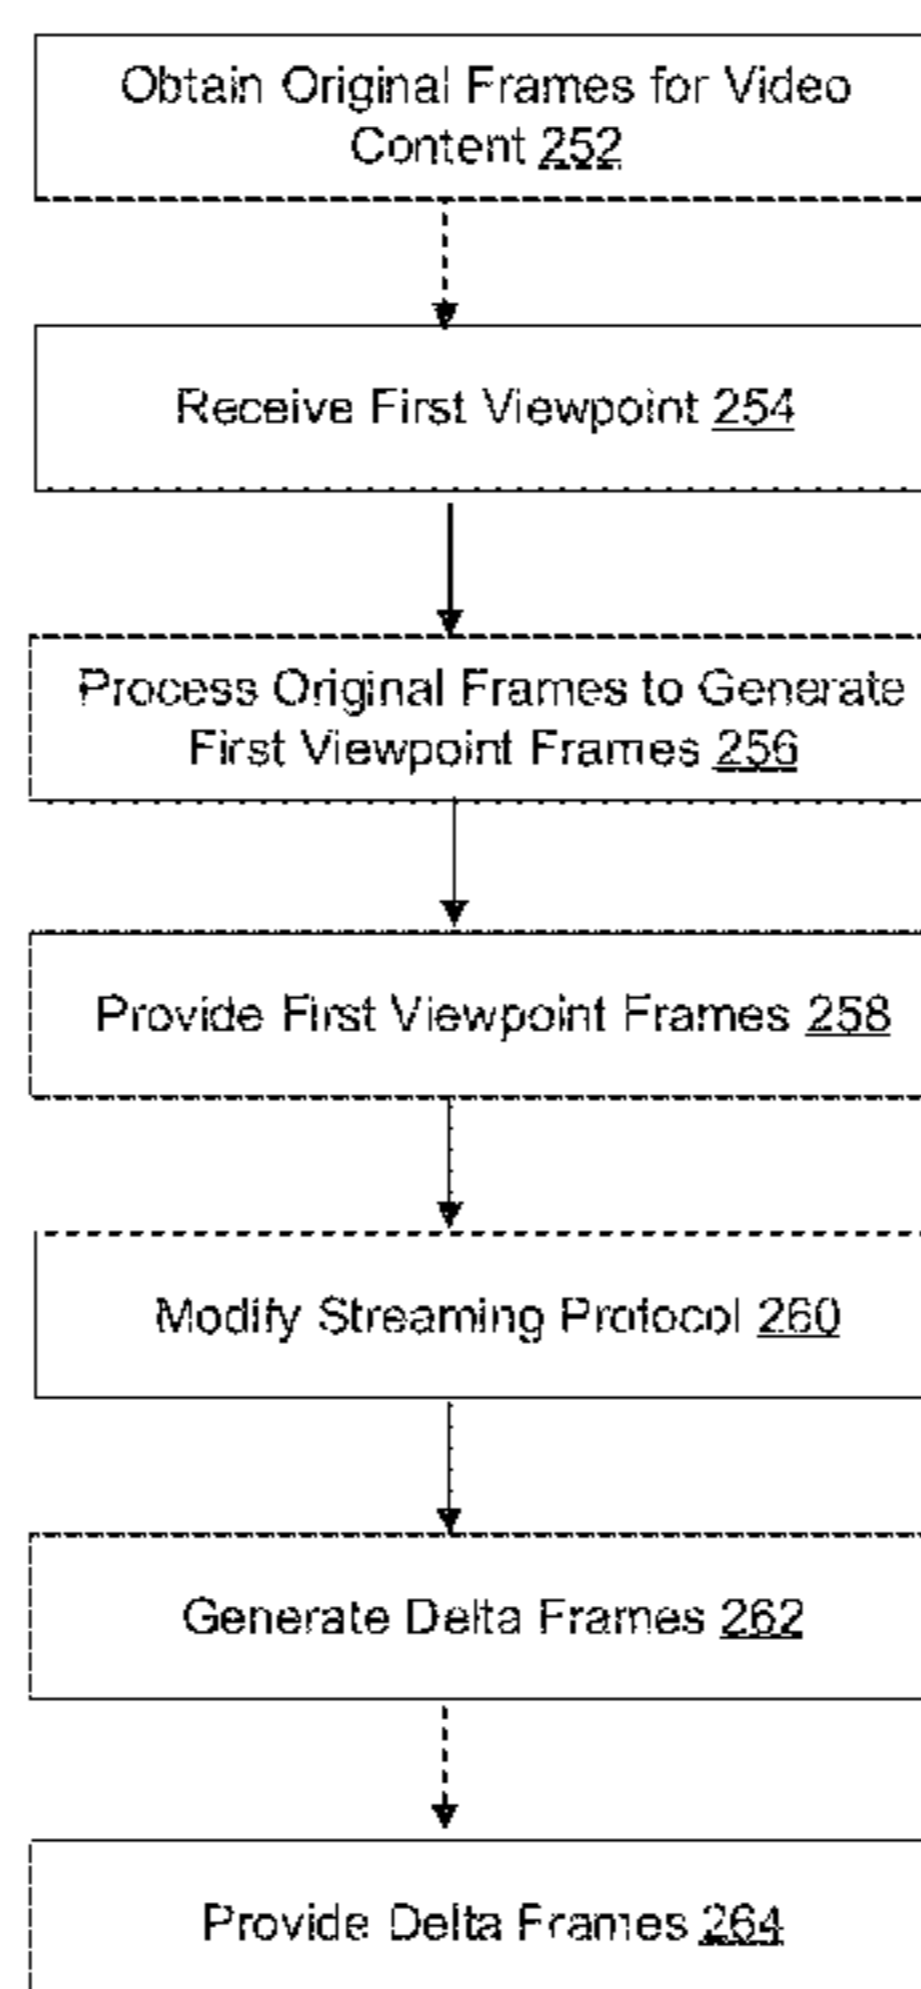 Obtain Original Frames for Video
Content 252
Receive First Viewpoint 254
Process Original Frames to Generate
First Viewpoint Frames 256
Provide First Viewpoint Frames 258
Modify Streaming Protocol 260
Generate Delta Frames 262
Provide Delta Frames 264